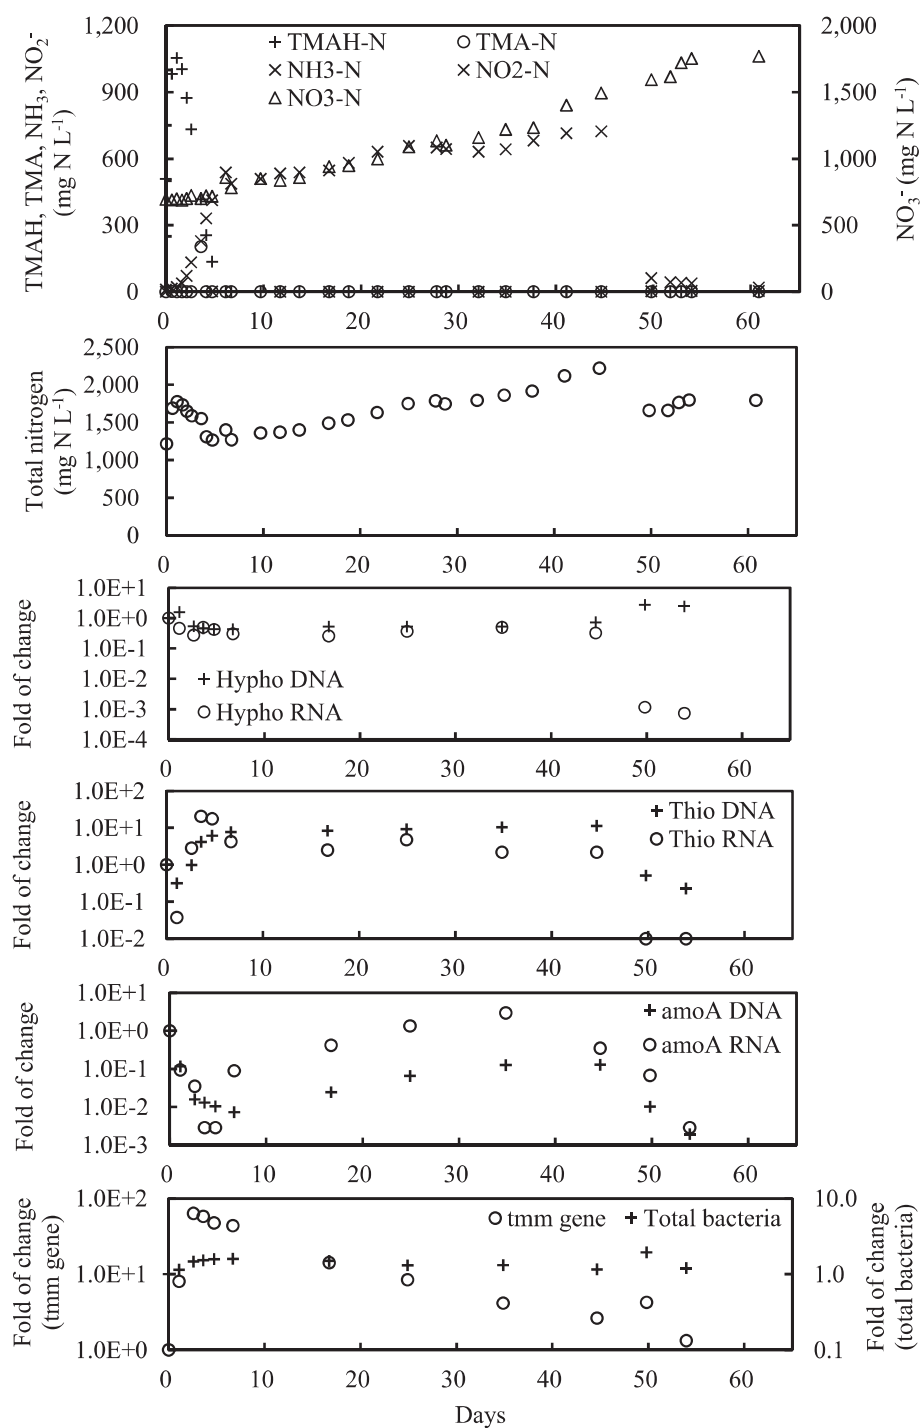 TMAH, TMA, NH3, NO2-
(mg N L-1)
1,200
900
600
300
0
+ TMAH-N
○ TMA-N
× NH3-N
× NO2-N
△ NO3-N
2,000
1,500
1,000
500
0
NO3-
(mg N L-1)
0 10 20 30 40 50 60
Total nitrogen
(mg N L-1)
2,500
2,000
1,500
1,000
500
0
0 10 20 30 40 50 60
Fold of change
1.0E+1
1.0E+0
1.0E-1
1.0E-2
1.0E-3
1.0E-4
+ Hypho DNA
○ Hypho RNA
0 10 20 30 40 50 60
Fold of change
1.0E+2
1.0E+1
1.0E+0
1.0E-1
1.0E-2
+ Thio DNA
○ Thio RNA
0 10 20 30 40 50 60
Fold of change
1.0E+1
1.0E+0
1.0E-1
1.0E-2
1.0E-3
+ amoA DNA
○ amoA RNA
0 10 20 30 40 50 60
Fold of change
(tmm gene)
1.0E+2
1.0E+1
1.0E+0
○ tmm gene + Total bacteria
10.0
1.0
0.1
Fold of change
(total bacteria)
0 10 20 30 40 50 60
Days